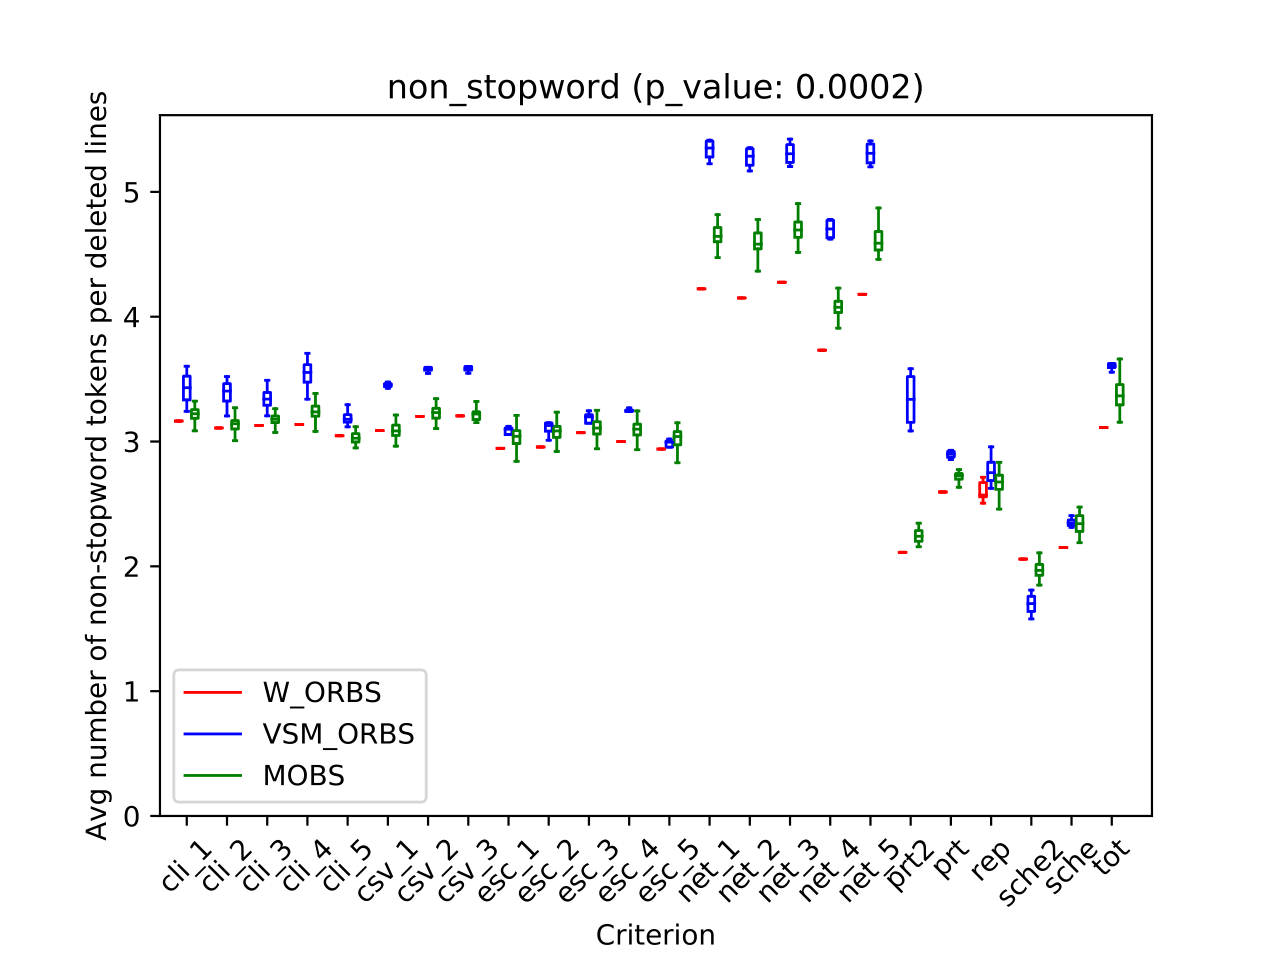 non_stopword (p_value: 0.0002)
Avg number of non-stopword tokens per deleted lines
5
4
3
2
1
0
W_ORBS
VSM_ORBS
MOBS
cli_1
cli_2
cli_3
cli_4
cli_5
csv_1
csv_2
csv_3
esc_1
esc_2
esc_3
esc_4
esc_5
net_1
net_2
net_3
net_4
net_5
prt2
prt
rep
sche2
sche
tot
Criterion